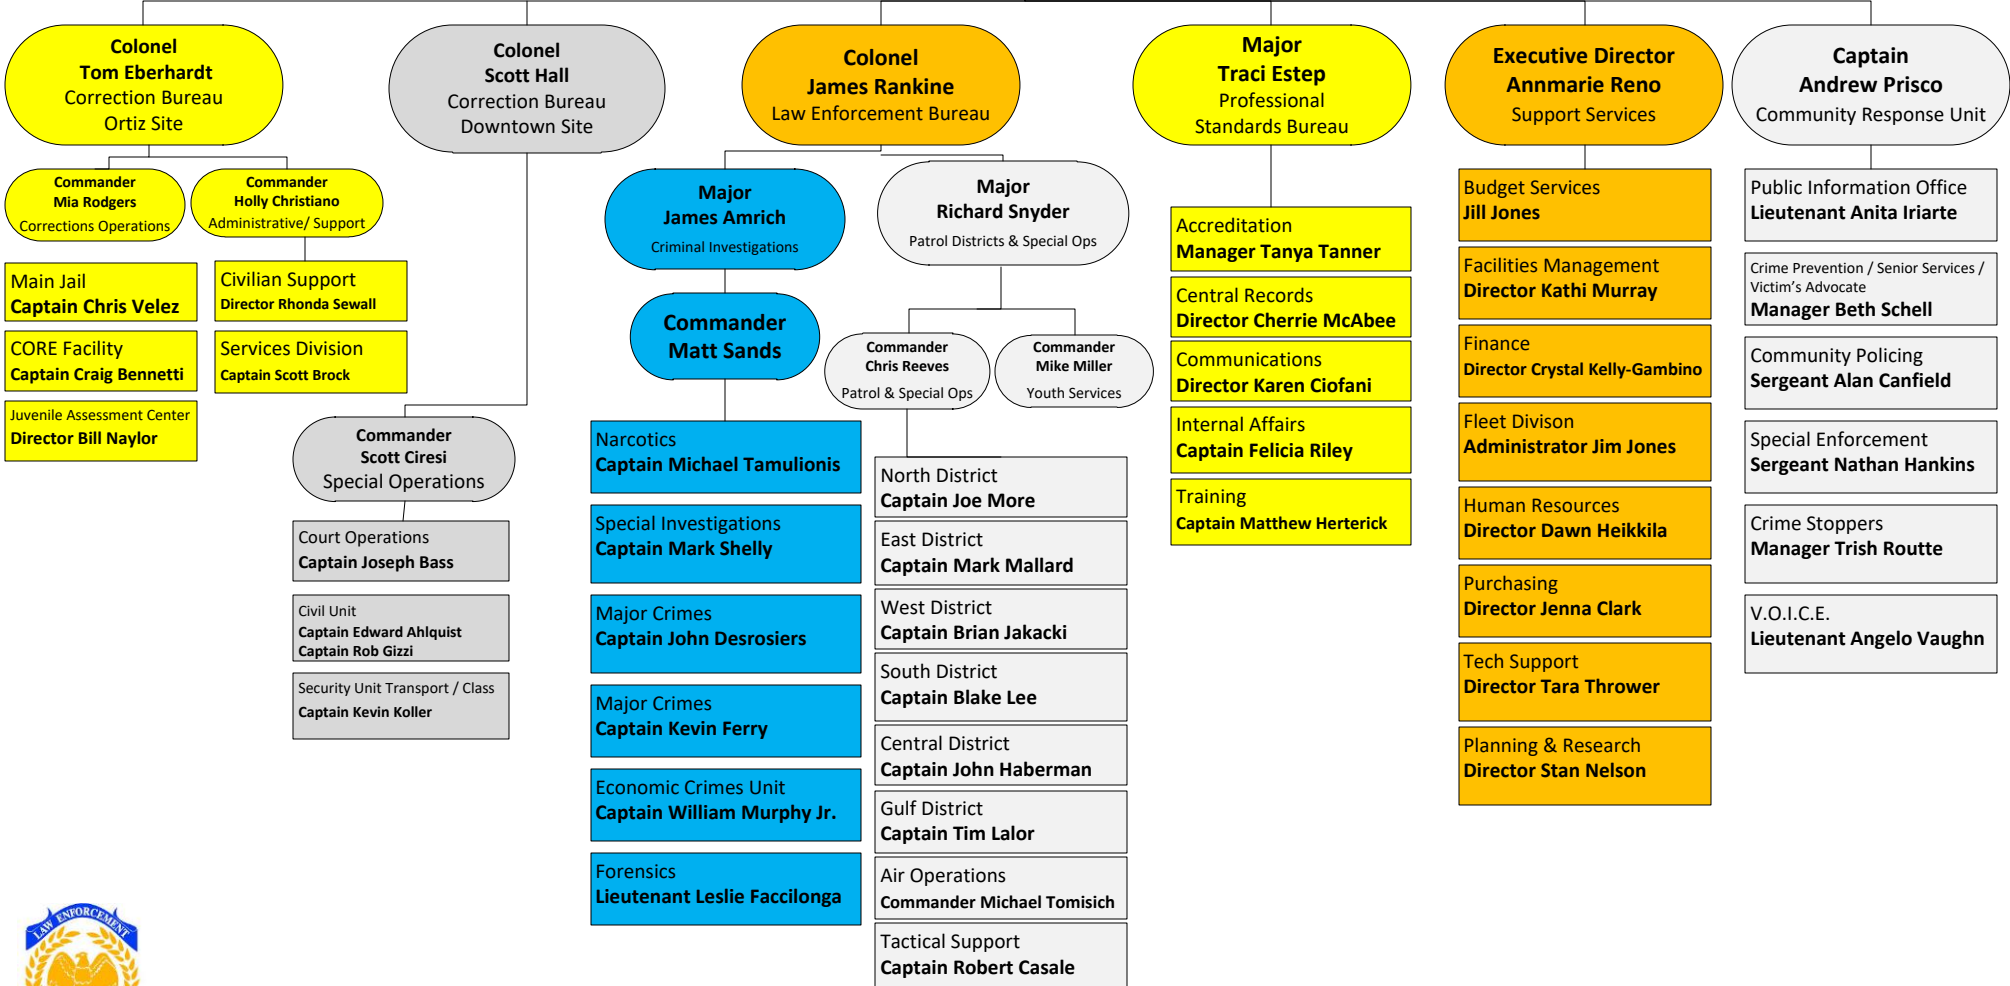 Colonel
Tom Eberhardt
Correction Bureau
Ortiz Site
Colonel
Scott Hall
Correction Bureau
Downtown Site
Colonel
James Rankine
Law Enforcement Bureau
Major
Traci Estep
Professional
Standards Bureau
Executive Director
Annmarie Reno
Support Services
Captain
Andrew Prisco
Community Response Unit
Commander
Mia Rodgers
Corrections Operations
Commander
Holly Christiano
Administrative/ Support
Main Jail
Captain Chris Velez
CORE Facility
Captain Craig Bennetti
Juvenile Assessment Center
Director Bill Naylor
Civilian Support
Director Rhonda Sewall
Services Division
Captain Scott Brock
Commander
Scott Ciresi
Special Operations
Court Operations
Captain Joseph Bass
Civil Unit
Captain Edward Ahlquist
Captain Rob Gizzi
Security Unit Transport / Class
Captain Kevin Koller
Major
James Amrich
Criminal Investigations
Commander
Matt Sands
Narcotics
Captain Michael Tamulionis
Special Investigations
Captain Mark Shelly
Major Crimes
Captain John Desrosiers
Major Crimes
Captain Kevin Ferry
Economic Crimes Unit
Captain William Murphy Jr.
Forensics
Lieutenant Leslie Faccilonga
Major
Richard Snyder
Patrol Districts & Special Ops
Commander
Chris Reeves
Patrol & Special Ops
Commander
Mike Miller
Youth Services
North District
Captain Joe More
East District
Captain Mark Mallard
West District
Captain Brian Jakacki
South District
Captain Blake Lee
Central District
Captain John Haberman
Gulf District
Captain Tim Lalor
Air Operations
Commander Michael Tomisich
Tactical Support
Captain Robert Casale
Accreditation
Manager Tanya Tanner
Central Records
Director Cherrie McAbee
Communications
Director Karen Ciofani
Internal Affairs
Captain Felicia Riley
Training
Captain Matthew Herterick
Budget Services
Jill Jones
Facilities Management
Director Kathi Murray
Finance
Director Crystal Kelly-Gambino
Fleet Divison
Administrator Jim Jones
Human Resources
Director Dawn Heikkila
Purchasing
Director Jenna Clark
Tech Support
Director Tara Thrower
Planning & Research
Director Stan Nelson
Public Information Office
Lieutenant Anita Iriarte
Crime Prevention / Senior Services /
Victim's Advocate
Manager Beth Schell
Community Policing
Sergeant Alan Canfield
Special Enforcement
Sergeant Nathan Hankins
Crime Stoppers
Manager Trish Routte
V.O.I.C.E.
Lieutenant Angelo Vaughn
LAW ENFORCEMENT